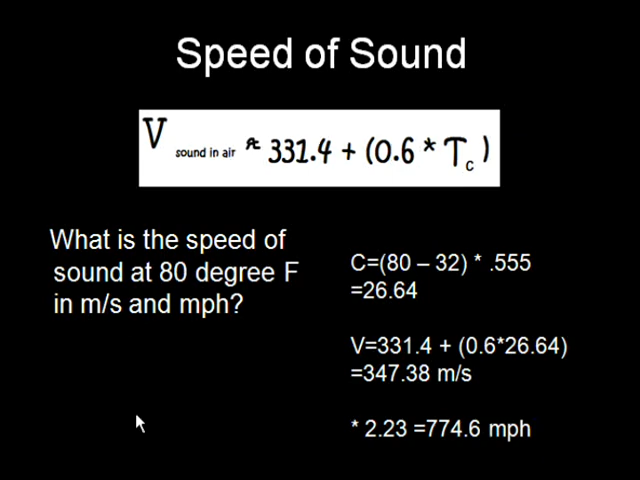 Speed of Sound
V sound in air ≈ 331.4 + (0.6 * Tc)
What is the speed of
sound at 80 degree F
in m/s and mph?
C=(80 – 32) * .555
=26.64
V=331.4 + (0.6*26.64)
=347.38 m/s
* 2.23 =774.6 mph